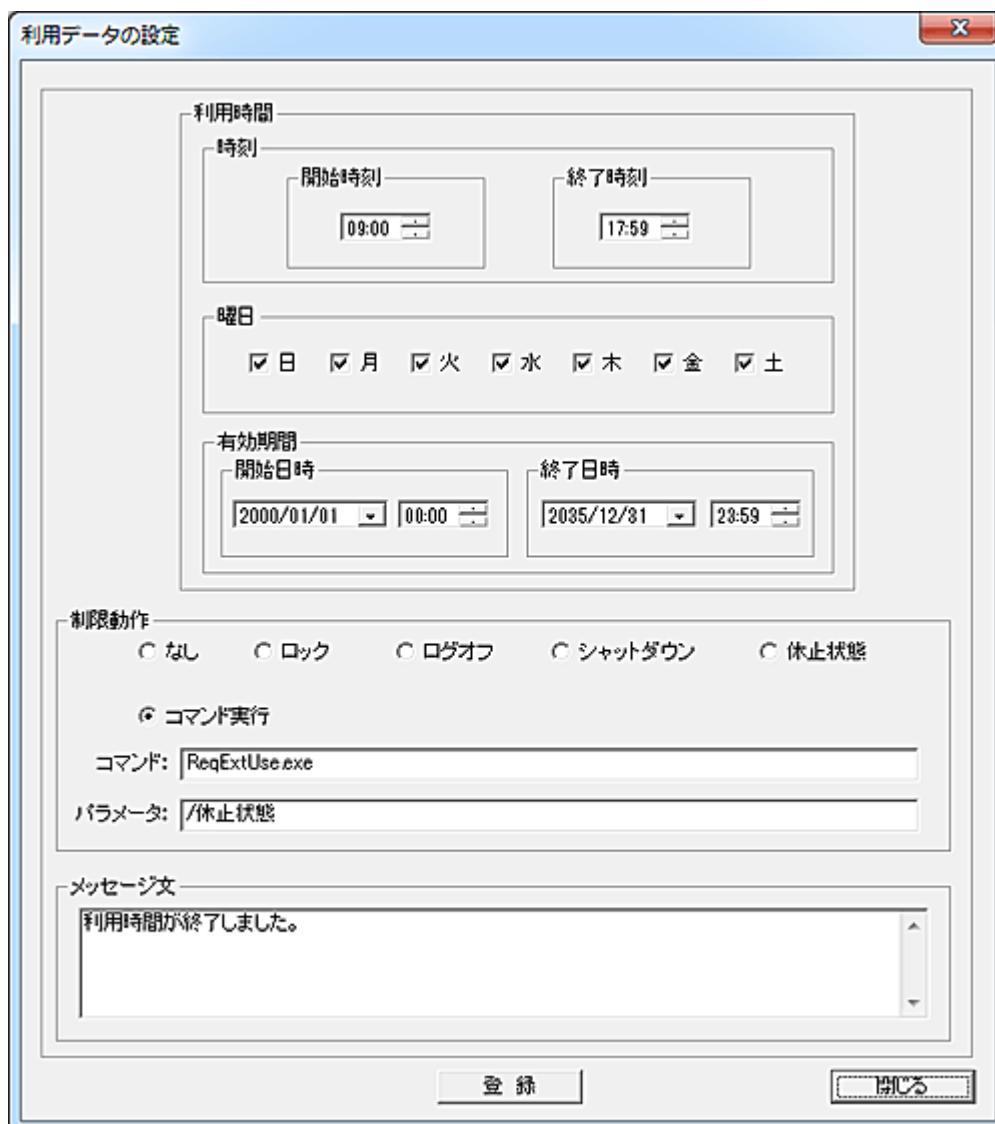 利用データの設定
利用時間
時刻
開始時刻 終了時刻
09:00 17:59
曜日
日 月 火 水 木 金 土
有効期間
開始日時 終了日時
2000/01/01 00:00 2035/12/31 23:59
制限動作
なし ロック ログオフ シャットダウン 休止状態
コマンド実行
コマンド: ReqExtUse.exe
パラメータ: /休止状態
メッセージ文
利用時間が終了しました。
登 録 閉じる